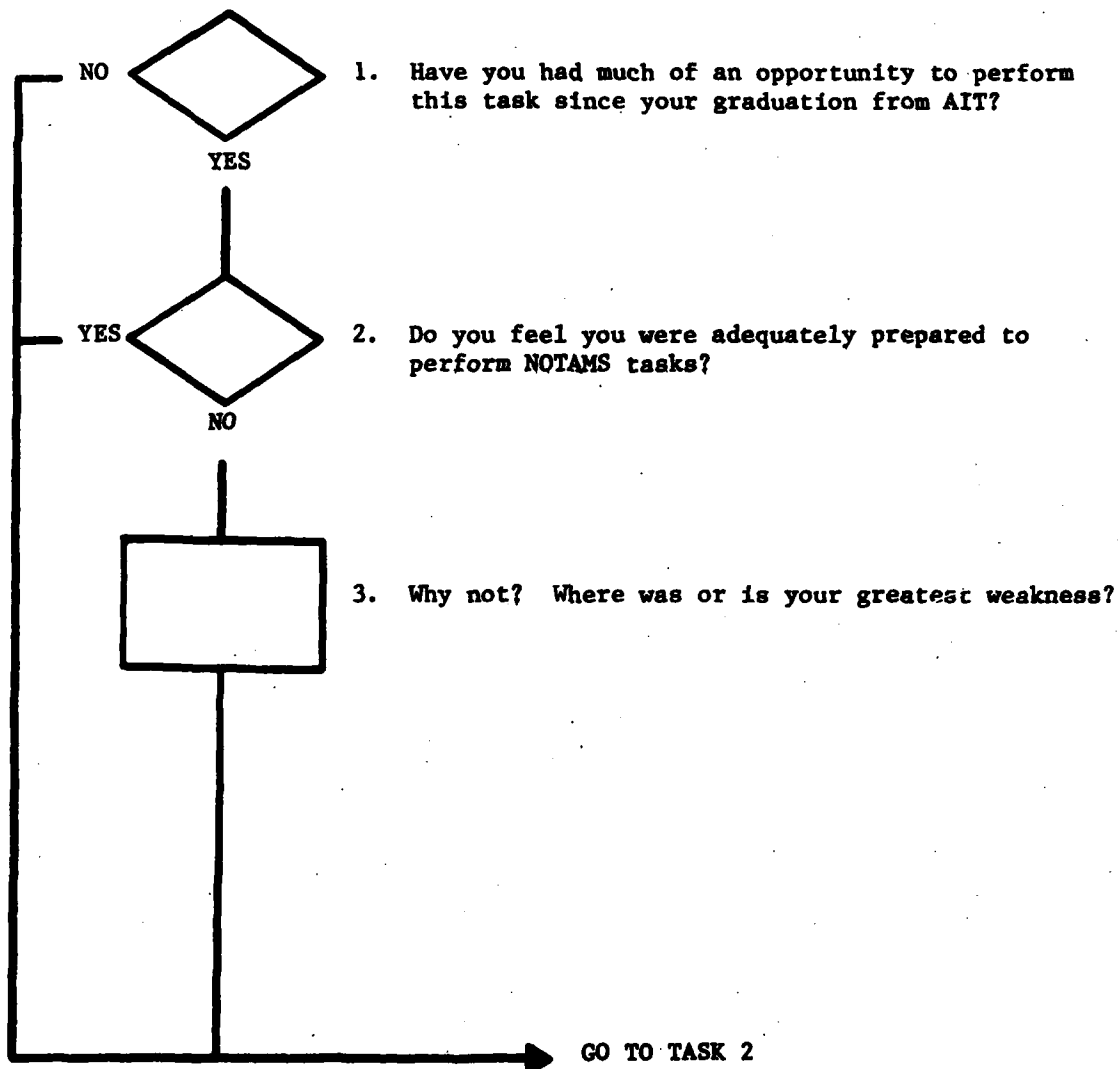 NO
1. Have you had much of an opportunity to perform
this task since your graduation from AIT?
YES
YES
2. Do you feel you were adequately prepared to
perform NOTAMS tasks?
NO
3. Why not? Where was or is your greatest weakness?
GO TO TASK 2